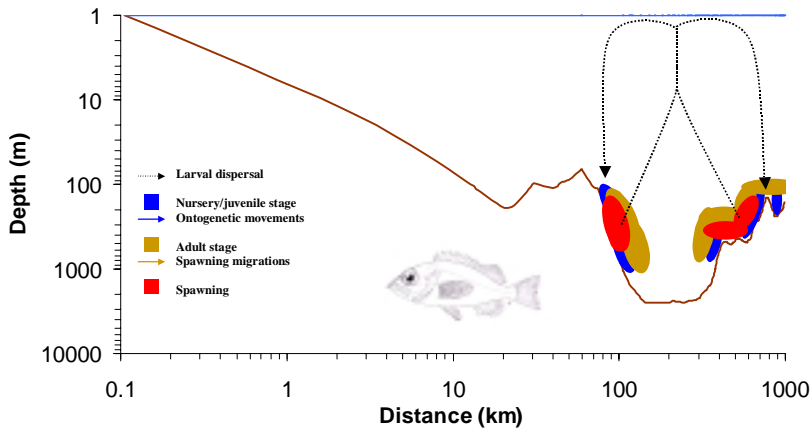 1
10
100
1000
10000
Depth (m)
Larval dispersal
Nursery/juvenile stage
Ontogenetic movements
Adult stage
Spawning migrations
Spawning
0.1 1 10 100 1000
Distance (km)